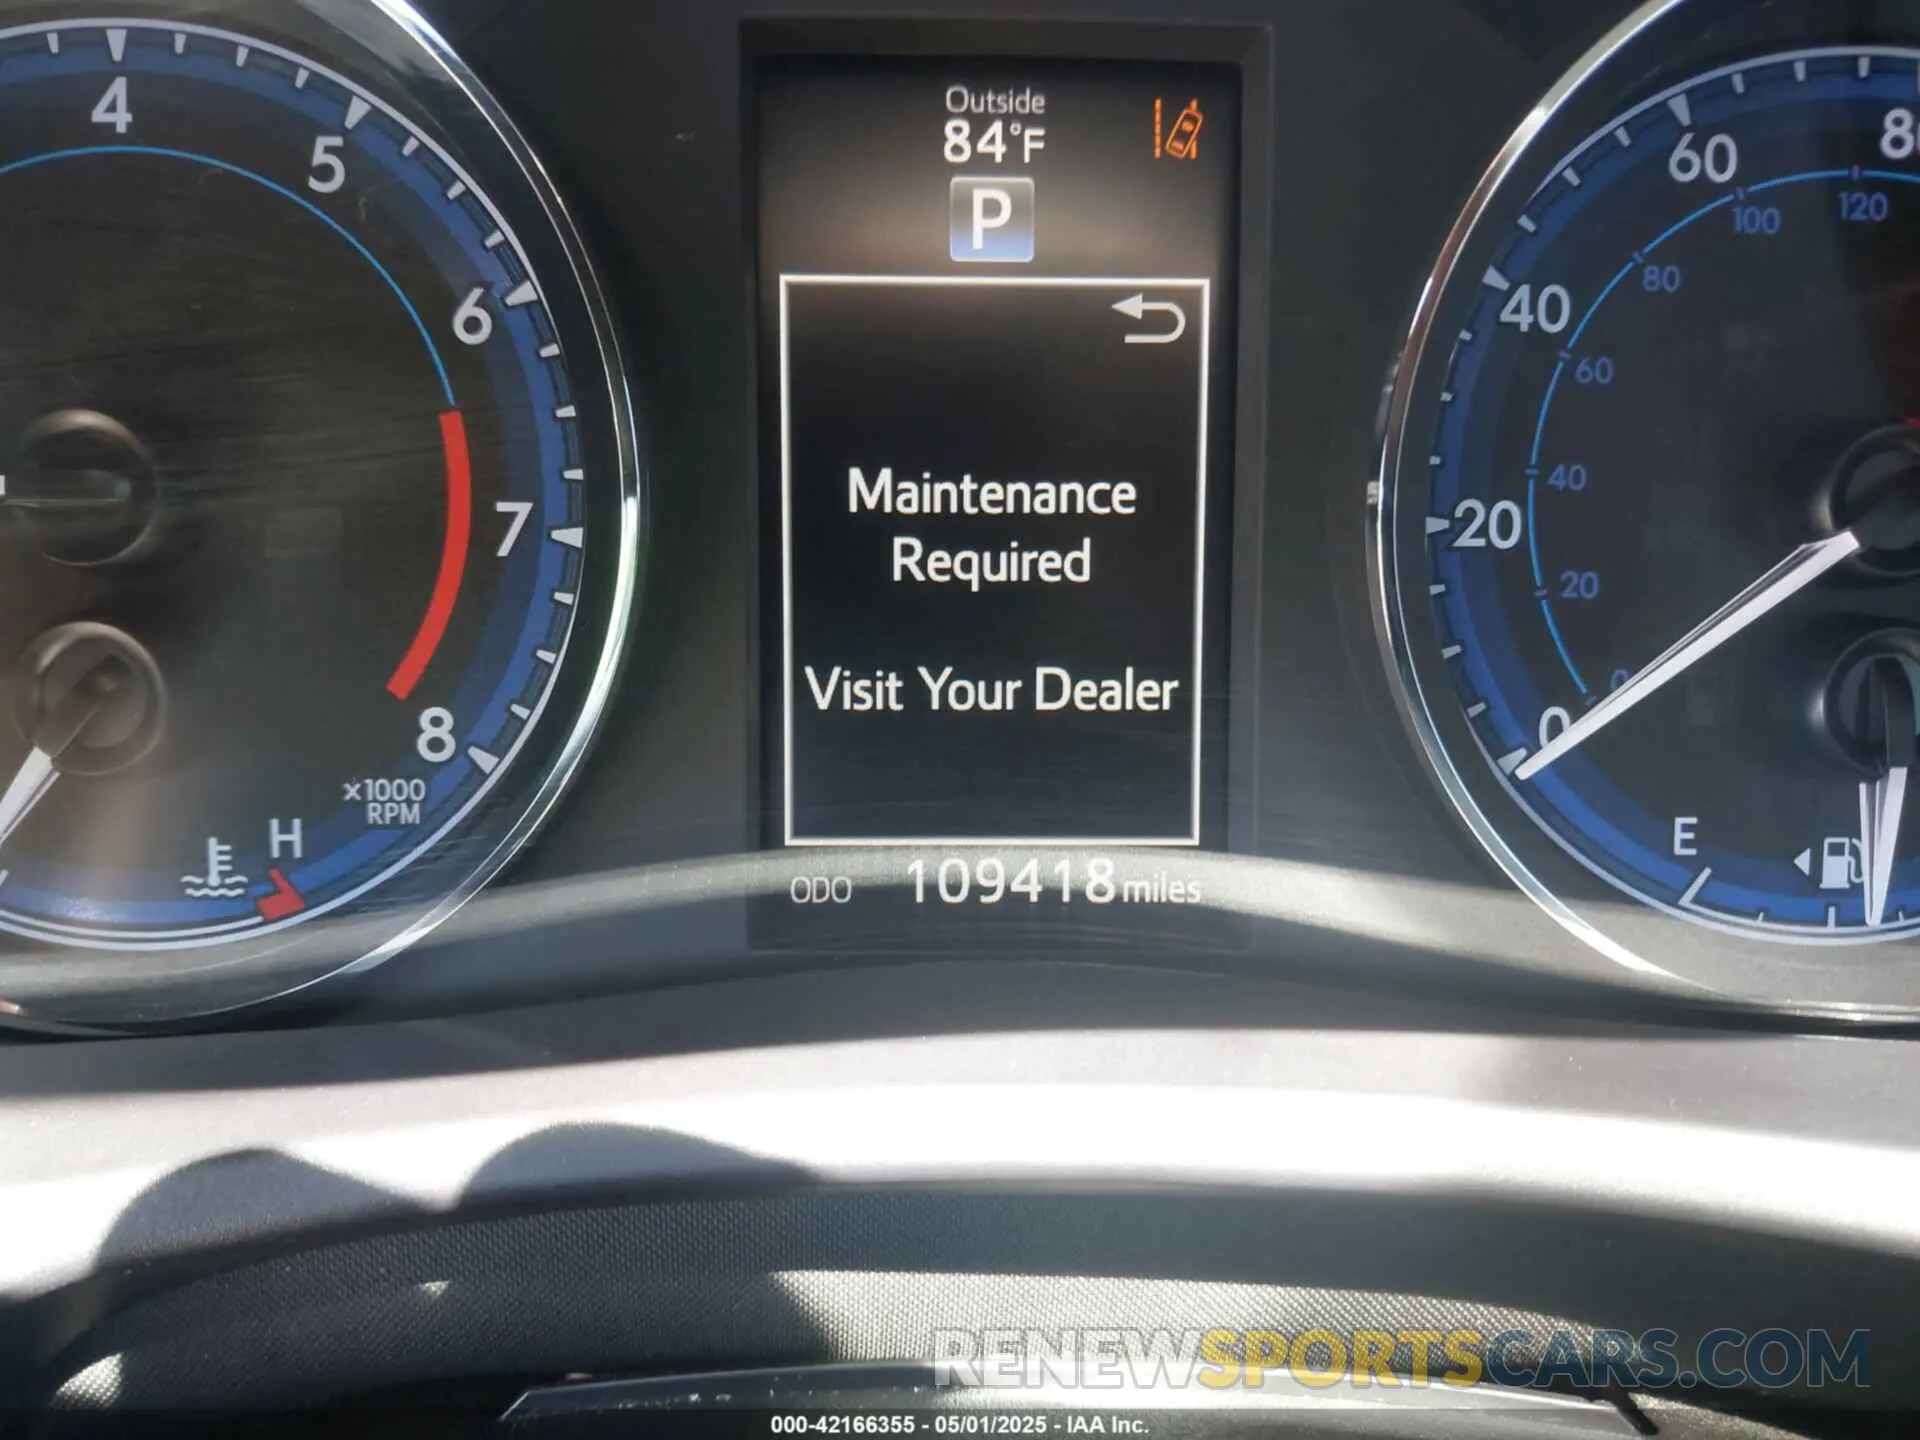 4
5
6
7
8
×1000
RPM
H
Outside
84°F
P
Maintenance
Required
Visit Your Dealer
ODO 109418 miles
60
40
20
0
100
120
80
60
40
20
E
RENEWSPORTSCARS.COM
000-42166355 - 05/01/2025 - IAA Inc.